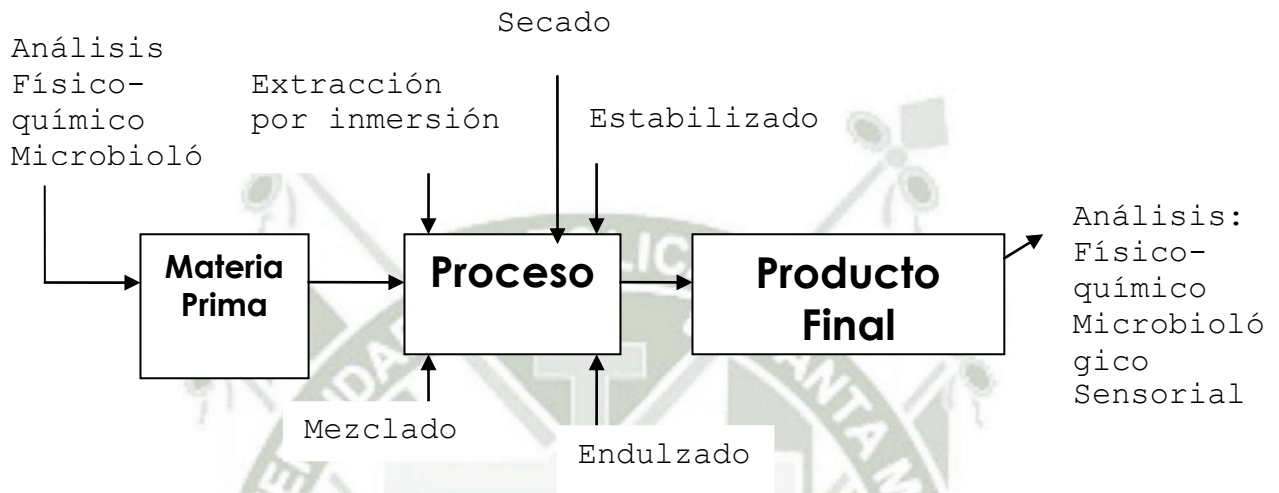 Secado
Análisis
Físico-
químico
Microbioló
Extracción
por inmersión
Estabilizado
Materia
Prima
Proceso
Producto
Final
Análisis:
Físico-
químico
Microbioló
gico
Sensorial
Mezclado
Endulzado